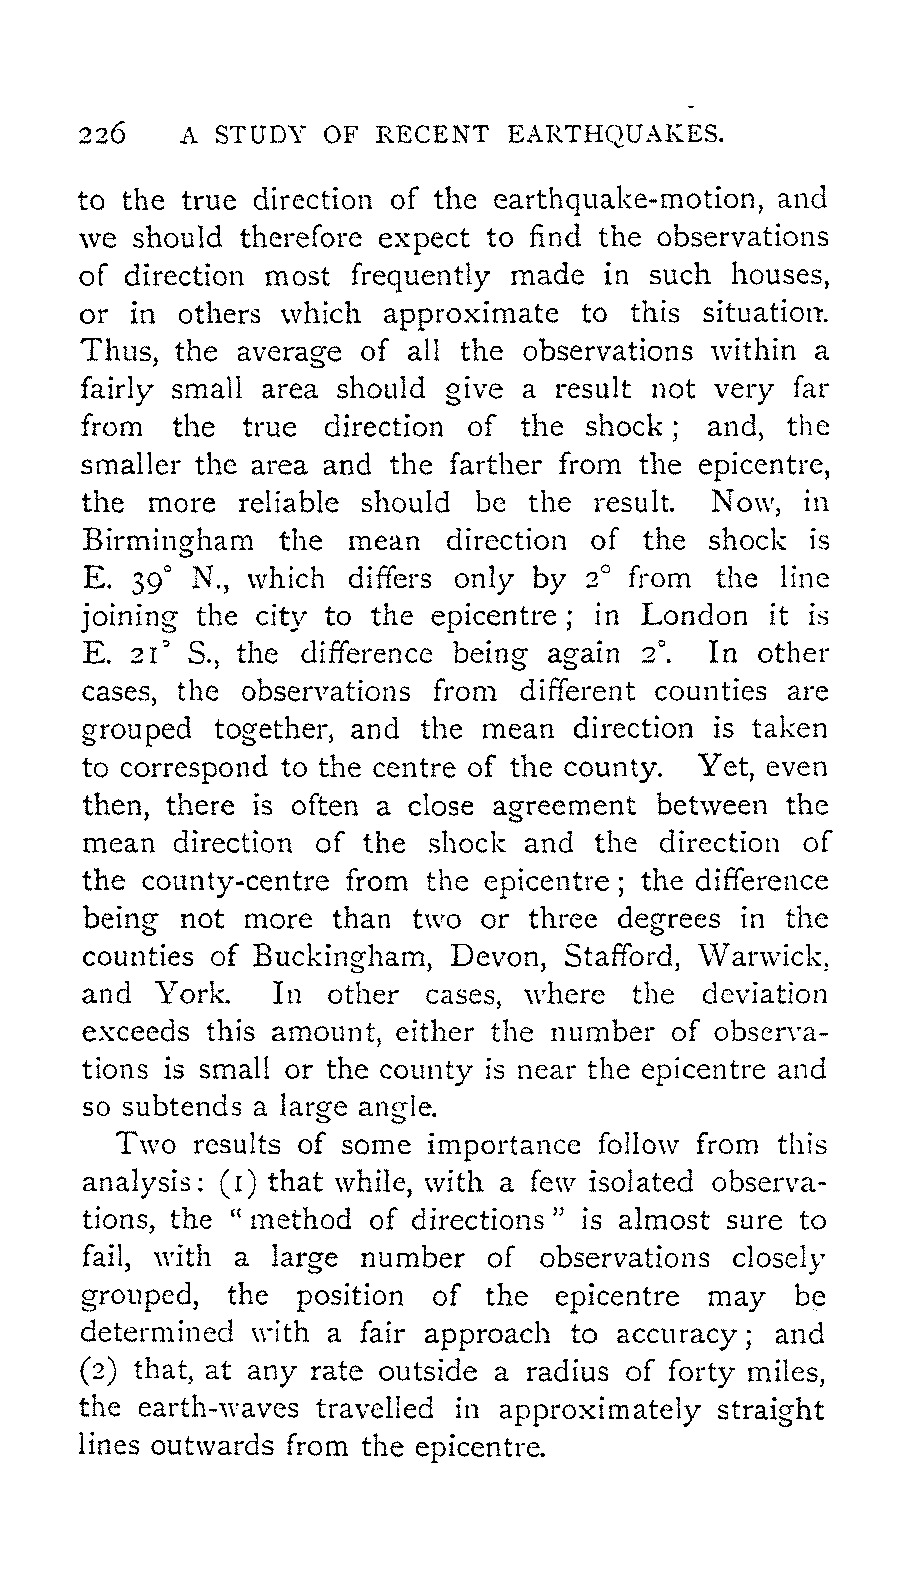 226 A STUDY OF RECENT EARTHQUAKES.
to the true direction of the earthquake-motion, and
we should therefore expect to find the observations
of direction most frequently made in such houses,
or in others which approximate to this situation.
Thus, the average of all the observations within a
fairly small area should give a result not very far
from the true direction of the shock; and, the
smaller the area and the farther from the epicentre,
the more reliable should be the result. Now, in
Birmingham the mean direction of the shock is
E. 39° N., which differs only by 2° from the line
joining the city to the epicentre; in London it is
E. 21° S., the difference being again 2°. In other
cases, the observations from different counties are
grouped together, and the mean direction is taken
to correspond to the centre of the county. Yet, even
then, there is often a close agreement between the
mean direction of the shock and the direction of
the county-centre from the epicentre; the difference
being not more than two or three degrees in the
counties of Buckingham, Devon, Stafford, Warwick,
and York. In other cases, where the deviation
exceeds this amount, either the number of observa-
tions is small or the county is near the epicentre and
so subtends a large angle.
Two results of some importance follow from this
analysis: (1) that while, with a few isolated observa-
tions, the "method of directions" is almost sure to
fail, with a large number of observations closely
grouped, the position of the epicentre may be
determined with a fair approach to accuracy; and
(2) that, at any rate outside a radius of forty miles,
the earth-waves travelled in approximately straight
lines outwards from the epicentre.